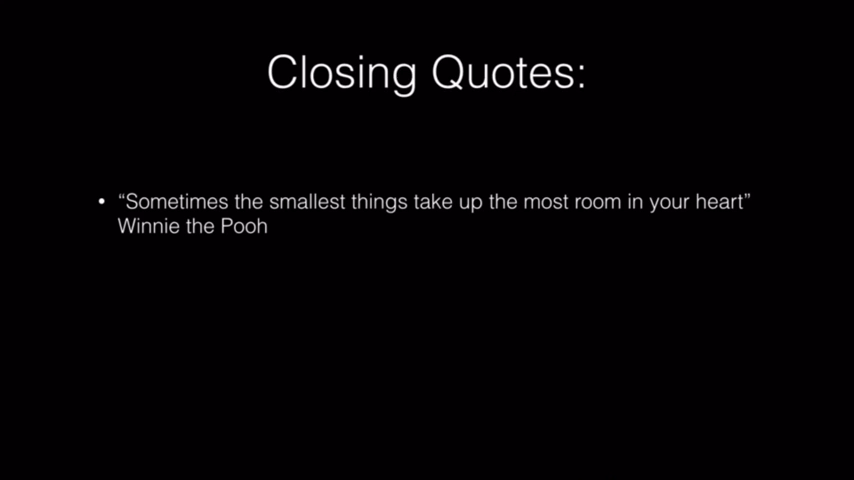 Closing Quotes:
• “Sometimes the smallest things take up the most room in your heart”
Winnie the Pooh